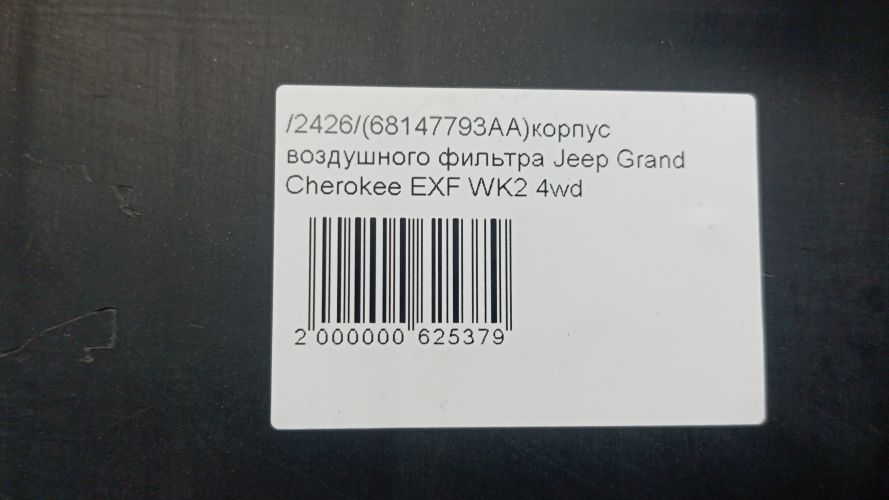 /2426/(68147793AA)корпус
воздушного фильтра Jeep Grand
Cherokee EXF WK2 4wd
2 000000 625379